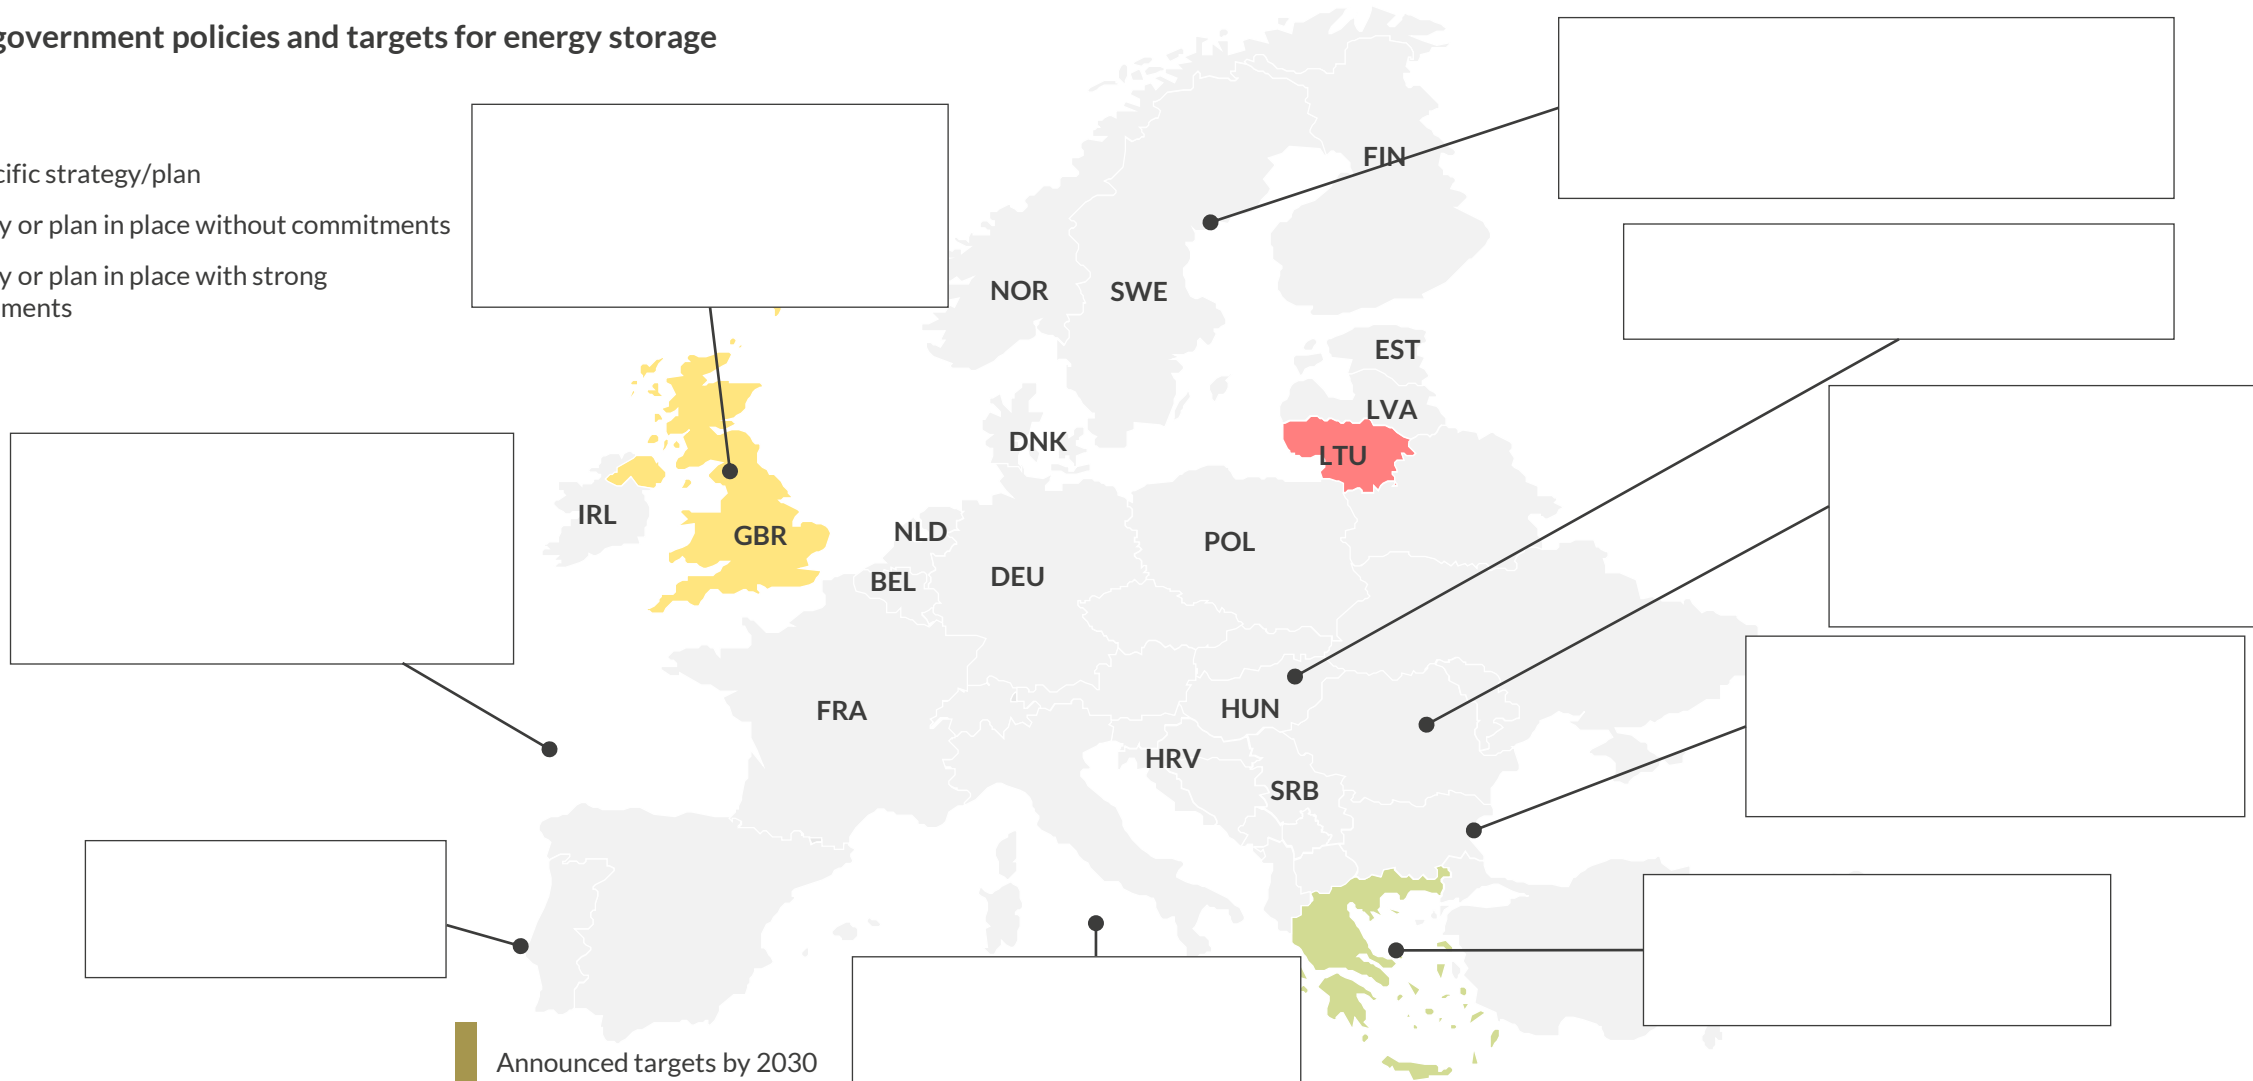 government policies and targets for energy storage
cific strategy/plan
y or plan in place without commitments
y or plan in place with strong
ments
FIN
NOR
SWE
EST
LVA
LTU
DNK
IRL
GBR
NLD
BEL
DEU
POL
FRA
HUN
HRV
SRB
Announced targets by 2030